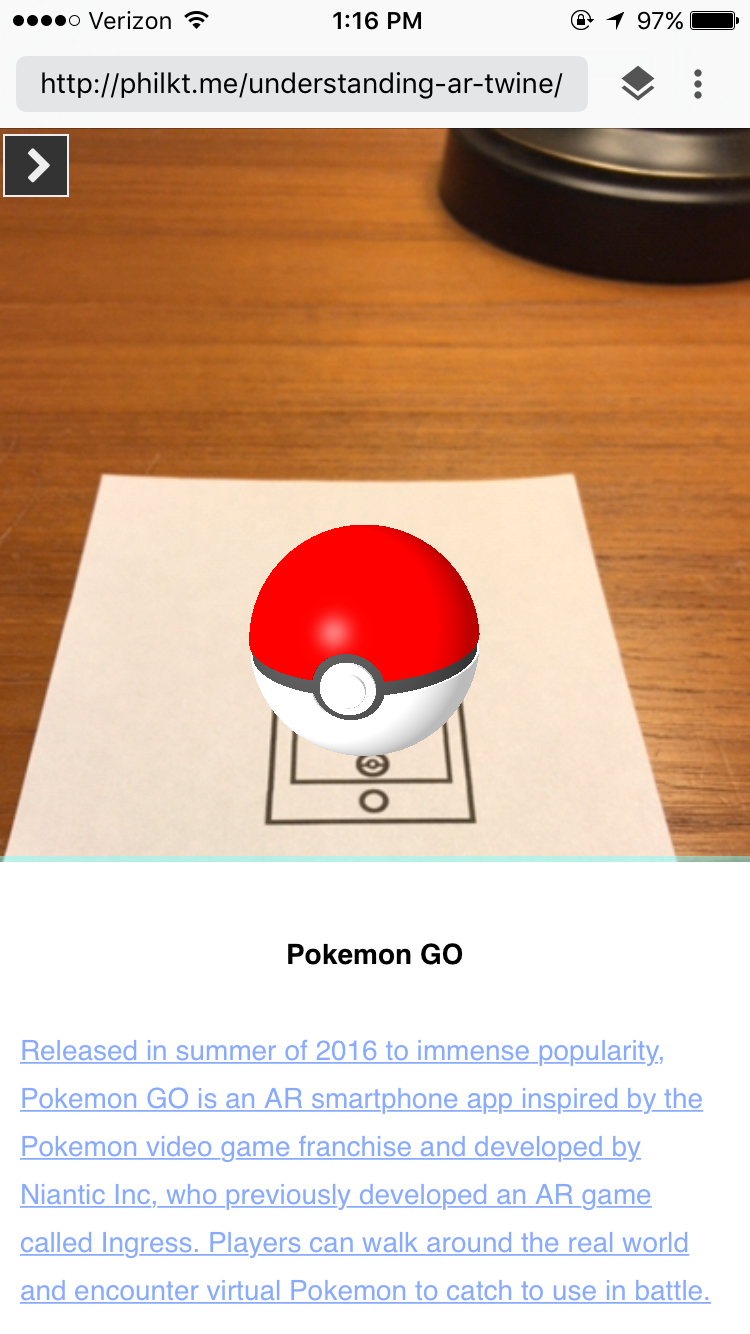 Verizon 1:16 PM 97%
http://philkt.me/understanding-ar-twine/
Pokemon GO
Released in summer of 2016 to immense popularity,
Pokemon GO is an AR smartphone app inspired by the
Pokemon video game franchise and developed by
Niantic Inc, who previously developed an AR game
called Ingress. Players can walk around the real world
and encounter virtual Pokemon to catch to use in battle.